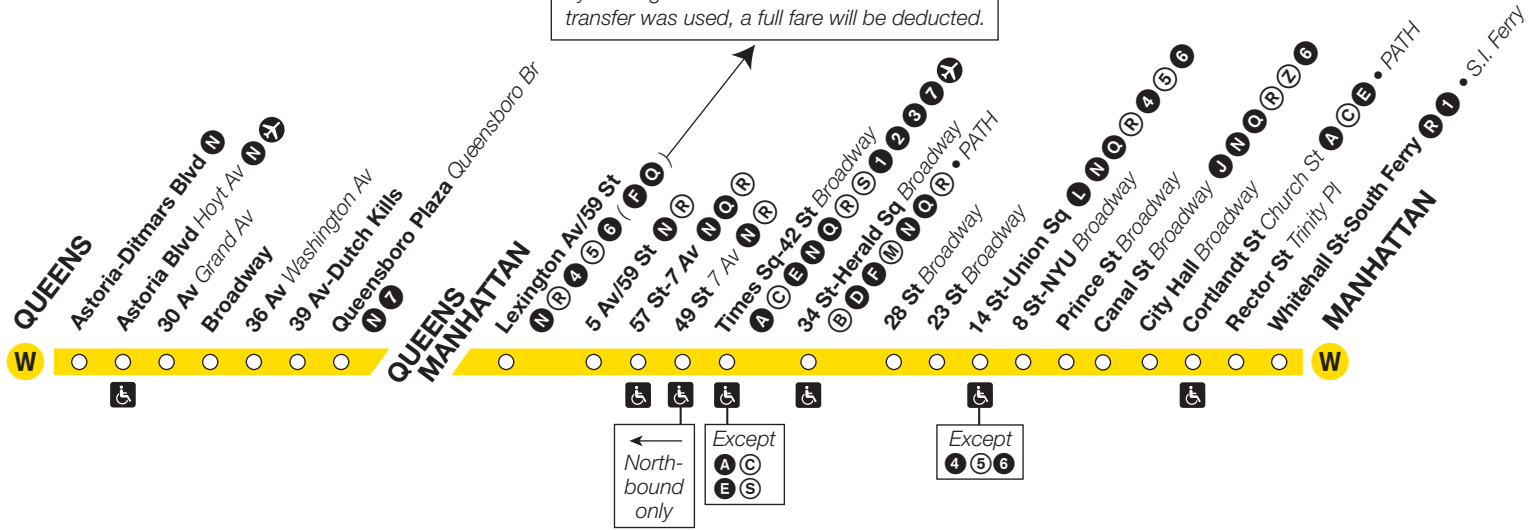 transfer was used, a full fare will be deducted.
QUEENS
Astoria-Ditmars Blvd N
Astoria Blvd Hoyt Av N
30 Av Grand Av
Broadway
36 Av Washington Av
39 Av-Dutch Kills
Queensboro Plaza Queensboro Br
N 7
QUEENS
MANHATTAN
Lexington Av/59 St
N R 4 5 6 ( F Q )
5 Av/59 St N R
57 St-7 Av N Q R
49 St 7 Av N R
Times Sq-42 St Broadway
A C E N Q R S 1 2 3 7
34 St-Herald Sq Broadway
B D F M N Q R • PATH
28 St Broadway
23 St Broadway
14 St-Union Sq L N Q R 4 5 6
8 St-NYU Broadway
Prince St Broadway
Canal St Broadway J N Q R Z 6
City Hall Broadway
Cortlandt St Church St A C E • PATH
Rector St Trinity Pl
Whitehall St-South Ferry R 1 • S.I. Ferry
MANHATTAN
W
W
North-
bound
only
Except
A C
E S
Except
4 5 6